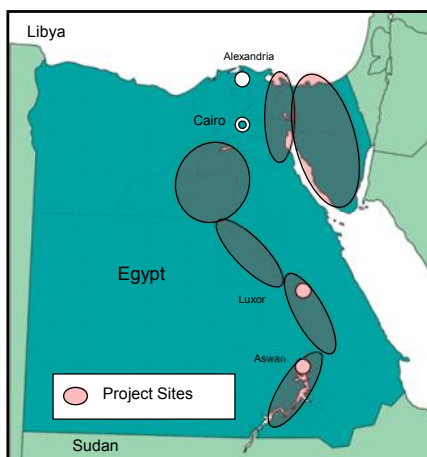 Libya
Alexandria
Cairo
Egypt
Luxor
Aswan
Project Sites
Sudan